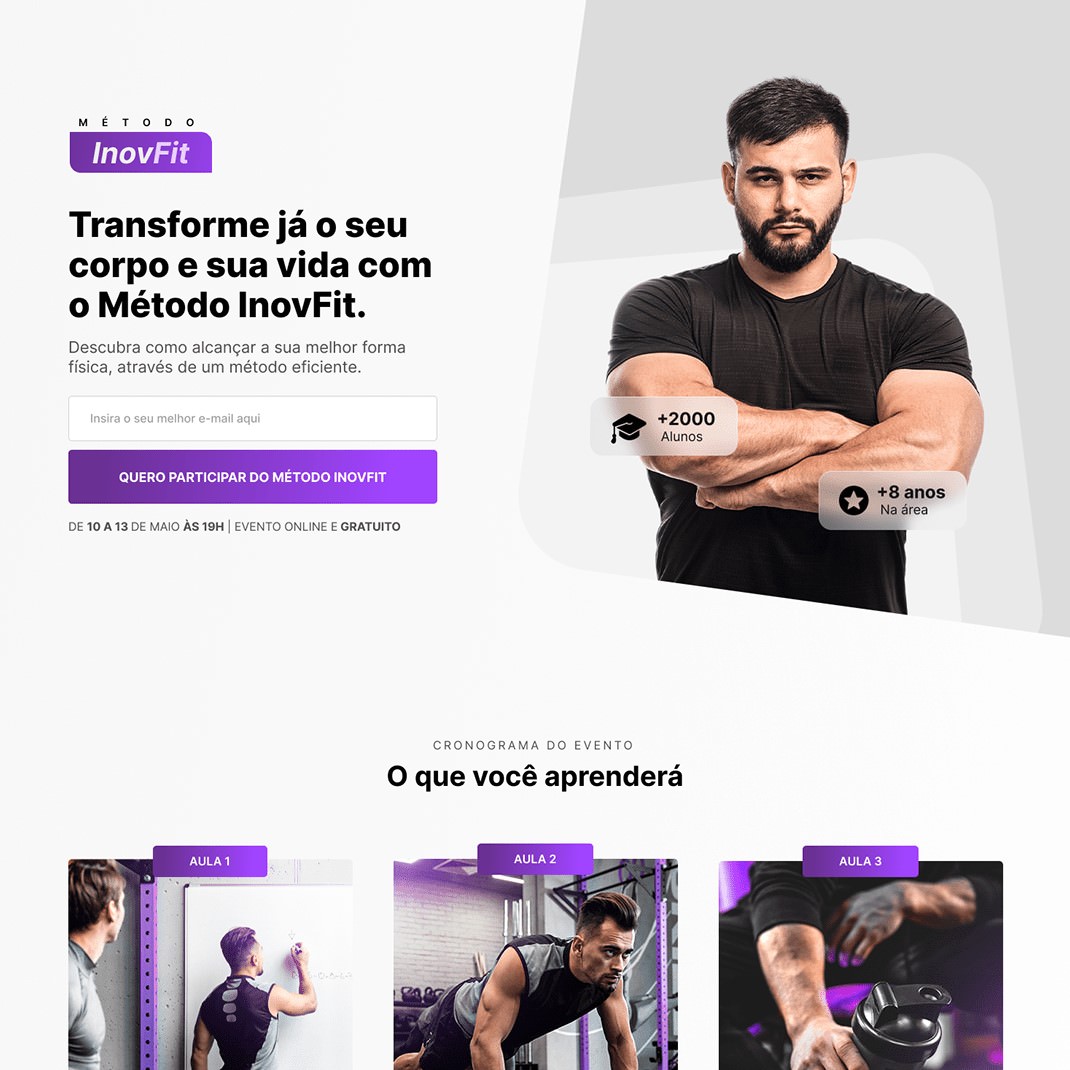 MÉTODO
InovFit
Transforme já o seu
corpo e sua vida com
o Método InovFit.
Descubra como alcançar a sua melhor forma
física, através de um método eficiente.
Insira o seu melhor e-mail aqui
QUERO PARTICIPAR DO MÉTODO INOVFIT
DE 10 A 13 DE MAIO ÀS 19H | EVENTO ONLINE E GRATUITO
+2000
Alunos
+8 anos
Na área
CRONOGRAMA DO EVENTO
O que você aprenderá
AULA 1
AULA 2
AULA 3